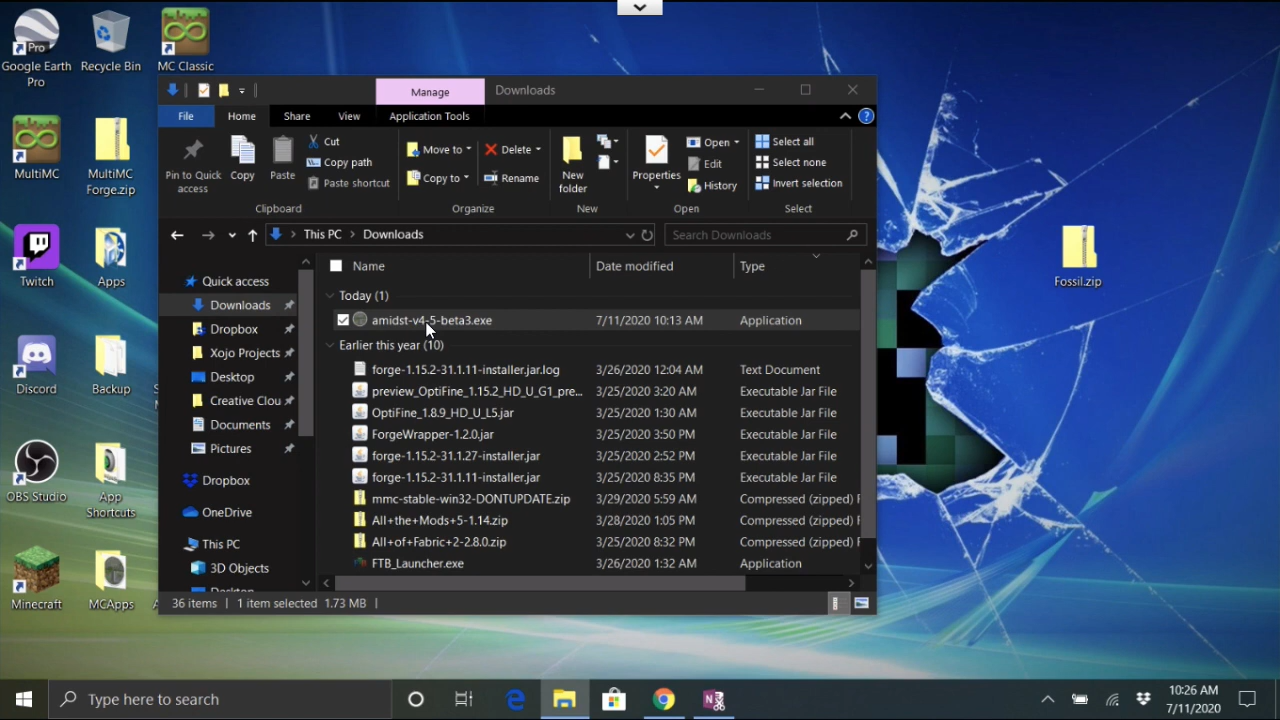 Google Earth Pro
Recycle Bin
MC Classic
MultiMC
MultiMC Forge.zip
Twitch
Apps
Discord
Backup
OBS Studio
App Shortcuts
Minecraft
MCApps
Fossil.zip
Manage
Downloads
File
Home
Share
View
Application Tools
Pin to Quick access
Copy
Paste
Cut
Copy path
Paste shortcut
Clipboard
Move to
Copy to
Delete
Rename
Organize
New folder
New
Properties
Open
Edit
History
Open
Select all
Select none
Invert selection
Select
This PC > Downloads
Search Downloads
Quick access
Downloads
Dropbox
Xojo Projects
Desktop
Creative Clou
Documents
Pictures
Dropbox
OneDrive
This PC
3D Objects
Desktop
Name Date modified Type
Today (1)
amidst-v4-5-beta3.exe 7/11/2020 10:13 AM Application
Earlier this year (10)
forge-1.15.2-31.1.11-installer.jar.log 3/26/2020 12:04 AM Text Document
preview_OptiFine_1.15.2_HD_U_G1_pre... 3/25/2020 3:20 AM Executable Jar File
OptiFine_1.8.9_HD_U_L5.jar 3/25/2020 1:30 AM Executable Jar File
ForgeWrapper-1.2.0.jar 3/25/2020 3:50 PM Executable Jar File
forge-1.15.2-31.1.27-installer.jar 3/25/2020 2:52 PM Executable Jar File
forge-1.15.2-31.1.11-installer.jar 3/25/2020 8:35 PM Executable Jar File
mmc-stable-win32-DONTUPDATE.zip 3/29/2020 5:59 AM Compressed (zipped) F
All+the+Mods+5-1.14.zip 3/28/2020 1:05 PM Compressed (zipped) F
All+of+Fabric+2-2.8.0.zip 3/25/2020 8:32 PM Compressed (zipped) F
FTB_Launcher.exe 3/26/2020 1:32 AM Application
36 items | 1 item selected 1.73 MB |
Type here to search
10:26 AM
7/11/2020